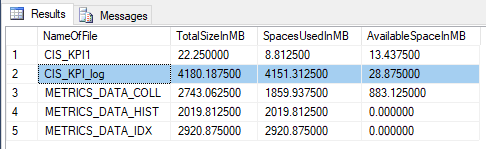 Results Messages
NameOfFile TotalSizeInMB SpacesUsedInMB AvailableSpaceInMB
1 CIS_KPI1 22.250000 8.812500 13.437500
2 CIS_KPI_log 4180.187500 4151.312500 28.875000
3 METRICS_DATA_COLL 2743.062500 1859.937500 883.125000
4 METRICS_DATA_HIST 2019.812500 2019.812500 0.000000
5 METRICS_DATA_IDX 2920.875000 2920.875000 0.000000